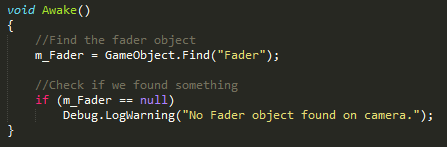 void Awake()
{
    //Find the fader object
    m_Fader = GameObject.Find("Fader");

    //Check if we found something
    if (m_Fader == null)
        Debug.LogWarning("No Fader object found on camera.");
}